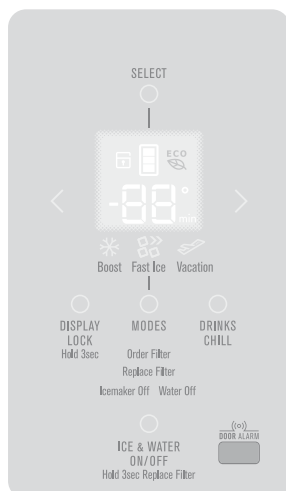 SELECT
ECO
-88°
min
Boost Fast Ice Vacation
DISPLAY LOCK
Hold 3sec
MODES
DRINKS CHILL
Order Filter
Replace Filter
Icemaker Off Water Off
ICE & WATER
ON/OFF
Hold 3sec Replace Filter
DOOR ALARM